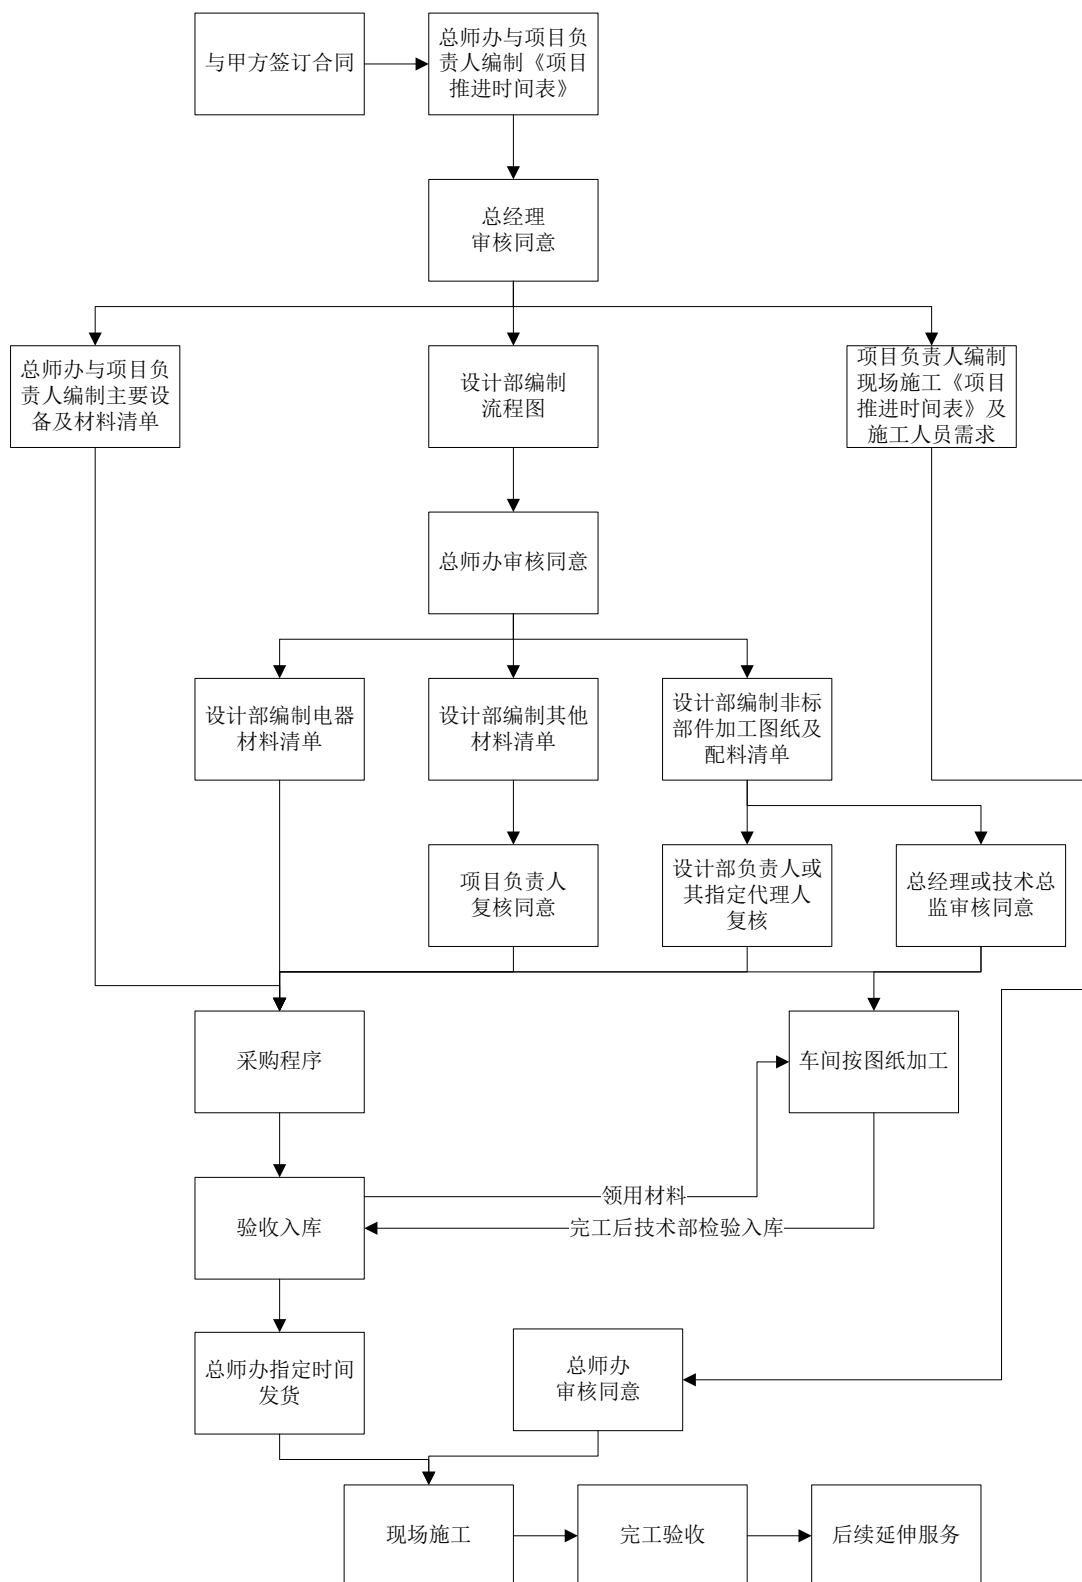 与甲方签订合同
总师办与项目负
责人编制《项目
推进时间表》
总经理
审核同意
总师办与项目负
责人编制主要设
备及材料清单
设计部编制
流程图
项目负责人编制
现场施工《项目
推进时间表》及
施工人员需求
总师办审核同意
设计部编制电器
材料清单
设计部编制其他
材料清单
设计部编制非标
部件加工图纸及
配料清单
项目负责人
复核同意
设计部负责人或
其指定代理人
复核
总经理或技术总
监审核同意
采购程序
车间按图纸加工
领用材料
验收入库
完工后技术部检验入库
总师办指定时间
发货
总师办
审核同意
现场施工
完工验收
后续延伸服务